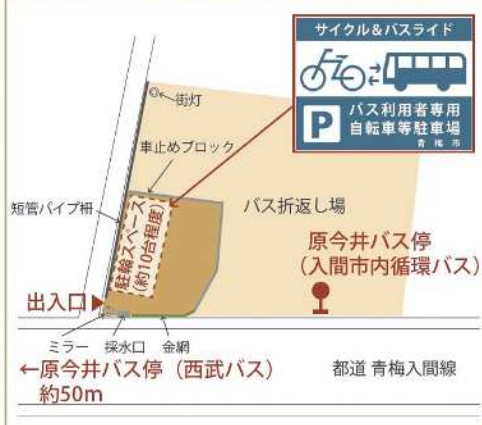 サイクル&バスライド
P
バス利用者専用
自転車等駐車場
青梅市
街灯
車止めブロック
短管パイプ柵
駐輪スペース
(約10台程度)
バス折返し場
原今井バス停
(入間市内循環バス)
出入口
ミラー 採水口 金網
←原今井バス停(西武バス)
約50m
都道 青梅入間線